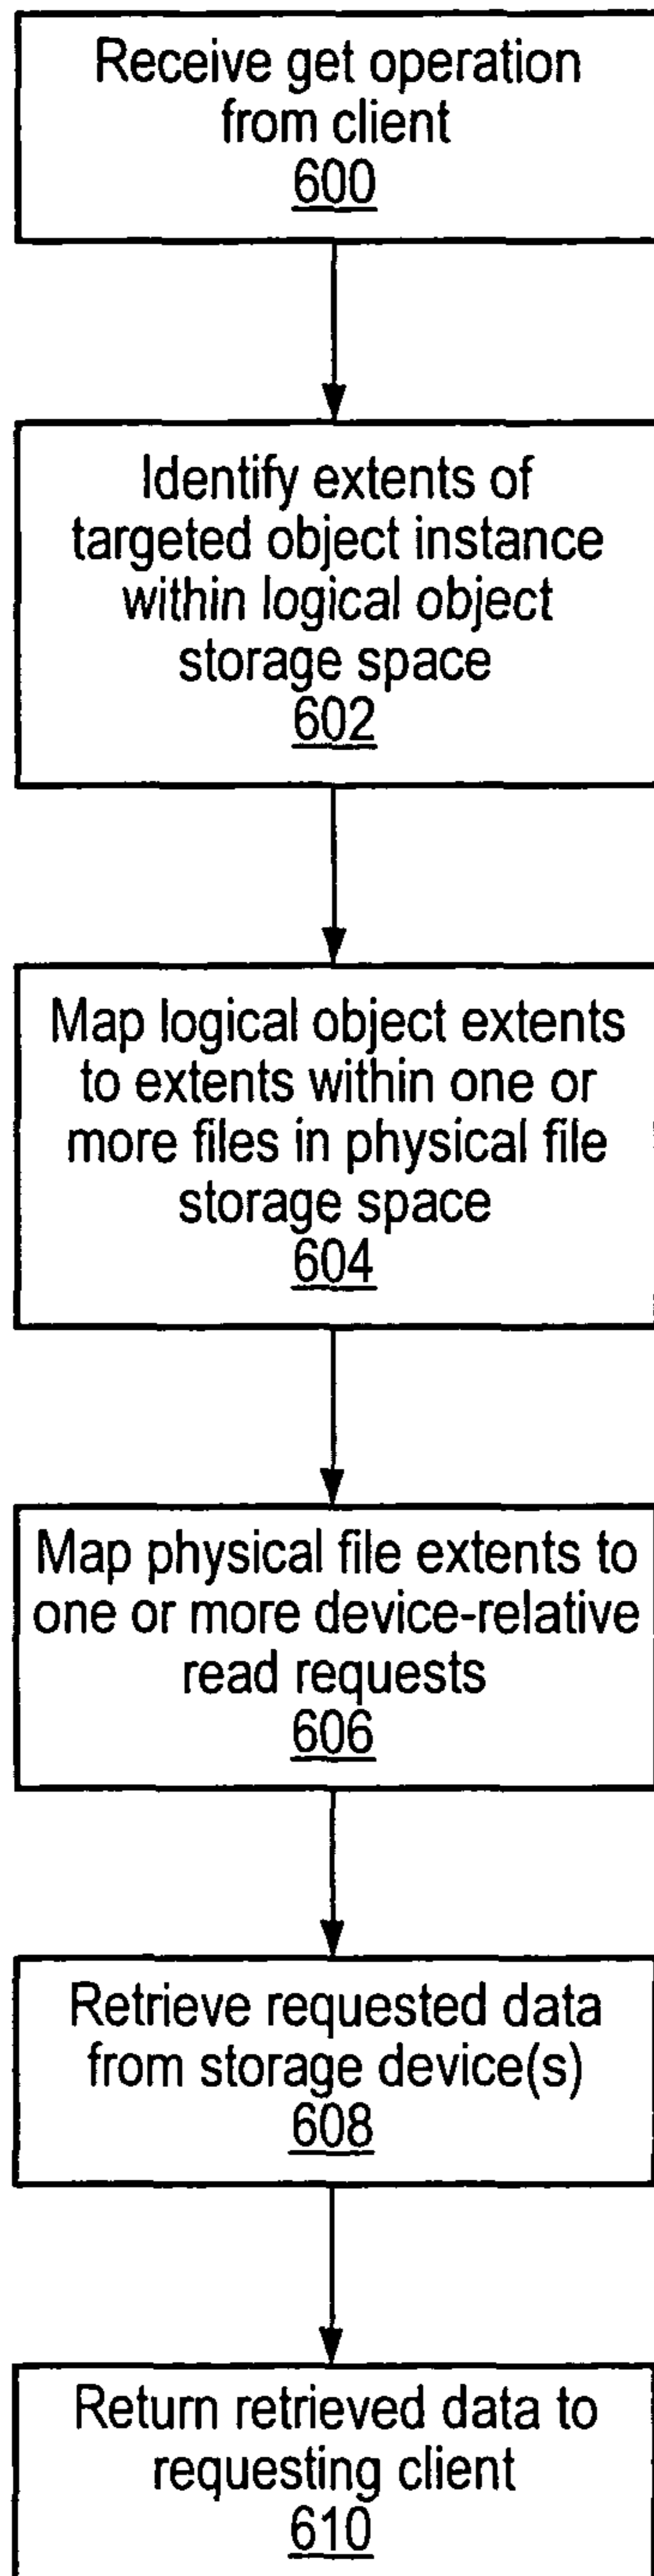 Receive get operation
from client
600
Identify extents of
targeted object instance
within logical object
storage space
602
Map logical object extents
to extents within one or
more files in physical file
storage space
604
Map physical file extents to
one or more device-relative
read requests
606
Retrieve requested data
from storage device(s)
608
Return retrieved data to
requesting client
610